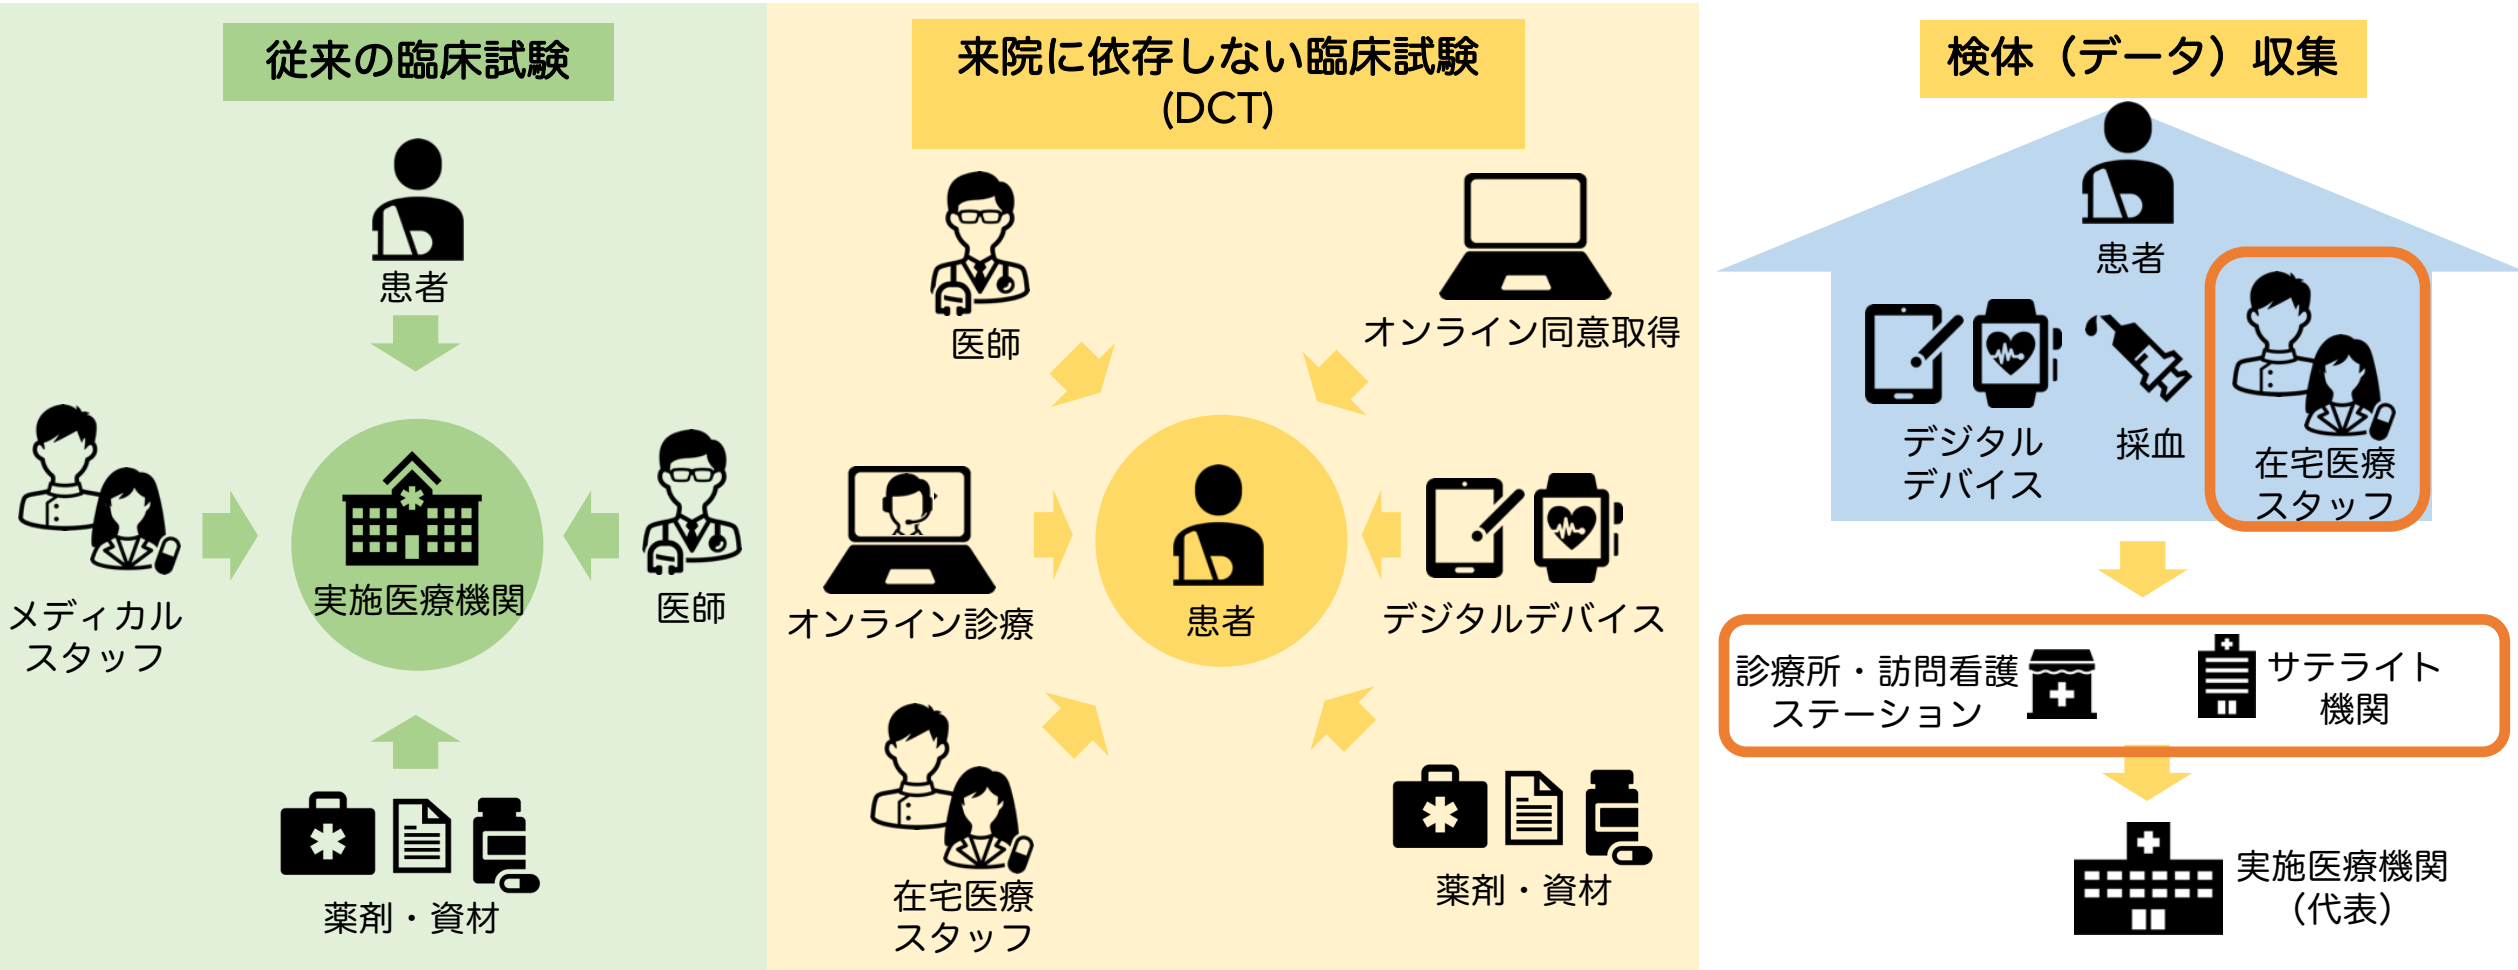 従来の臨床試験
患者
メディカル
スタッフ
実施医療機関
医師
薬剤・資材
来院に依存しない臨床試験
(DCT)
医師
オンライン同意取得
オンライン診療
患者
デジタルデバイス
在宅医療
スタッフ
薬剤・資材
検体（データ）収集
患者
デジタル
デバイス
採血
在宅医療
スタッフ
診療所・訪問看護
ステーション
サテライト
機関
実施医療機関
（代表）